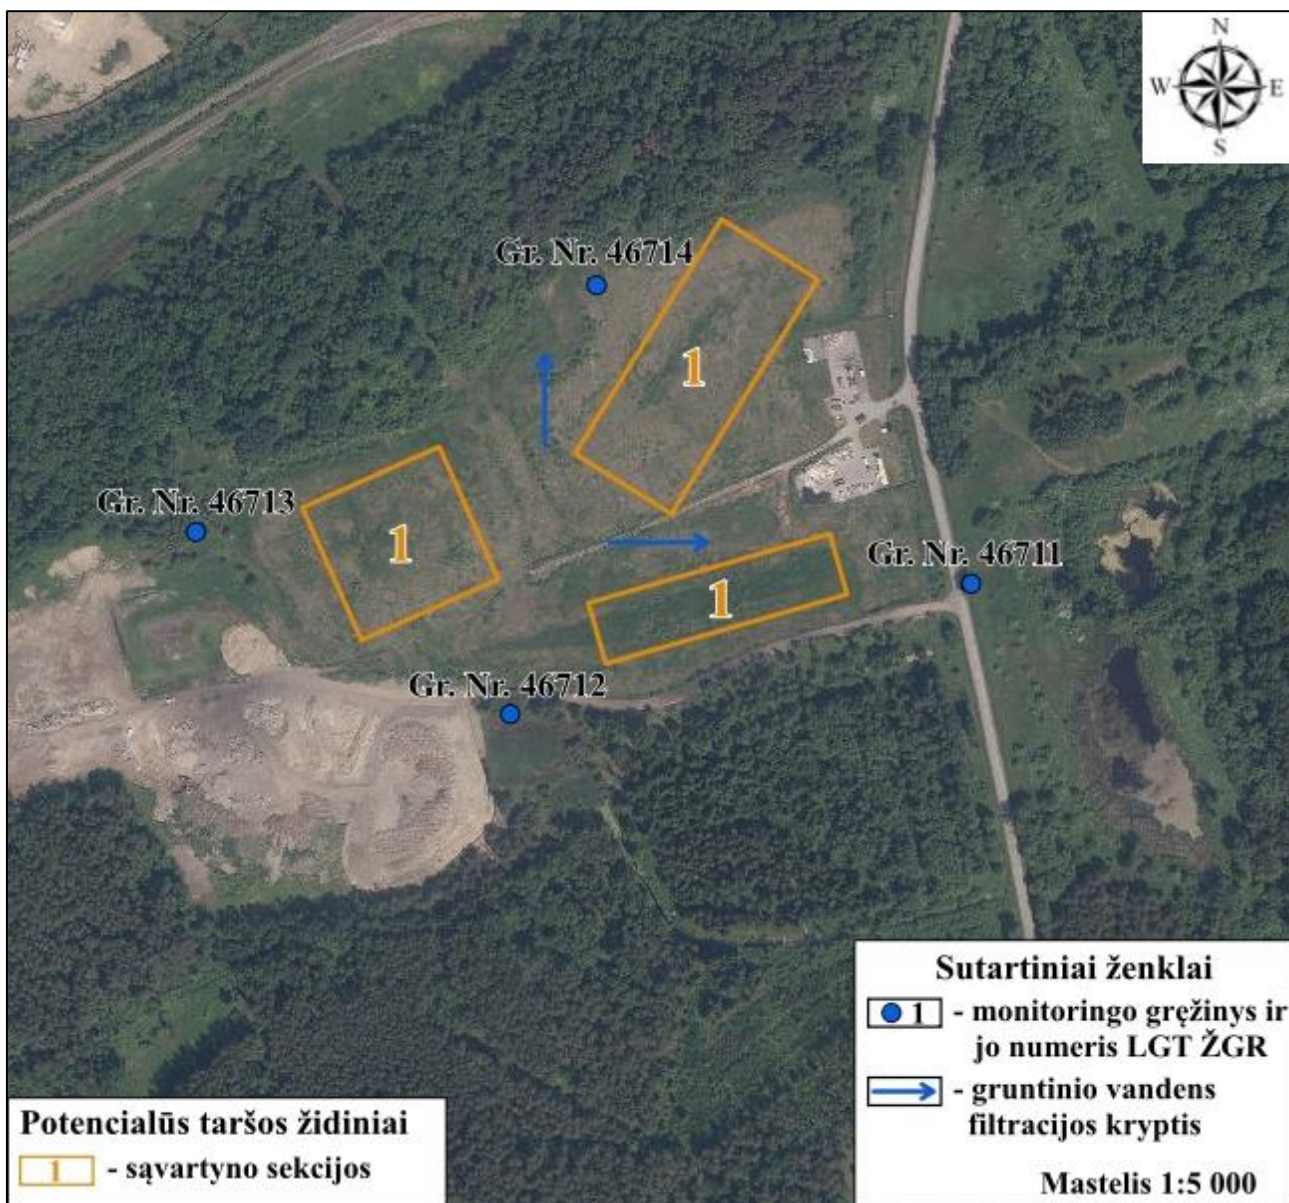 N
W E
S
Gr. Nr. 46714
1
Gr. Nr. 46713
1
Gr. Nr. 46711
1
Gr. Nr. 46712
Sutartiniai ženklai
1 - monitoringo gręžinys ir
jo numeris LGT ŽGR
- gruntinio vandens
filtracijos kryptis
Mastelis 1:5 000
Potencialūs taršos židiniai
1 - sąvartyno sekcijos